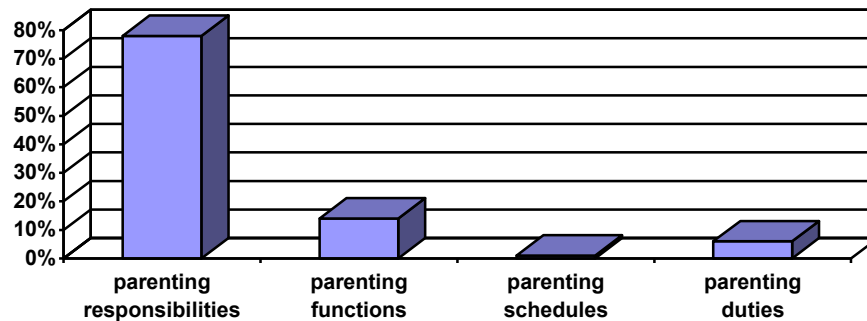 80%
70%
60%
50%
40%
30%
20%
10%
0%
parenting responsibilities
parenting functions
parenting schedules
parenting duties